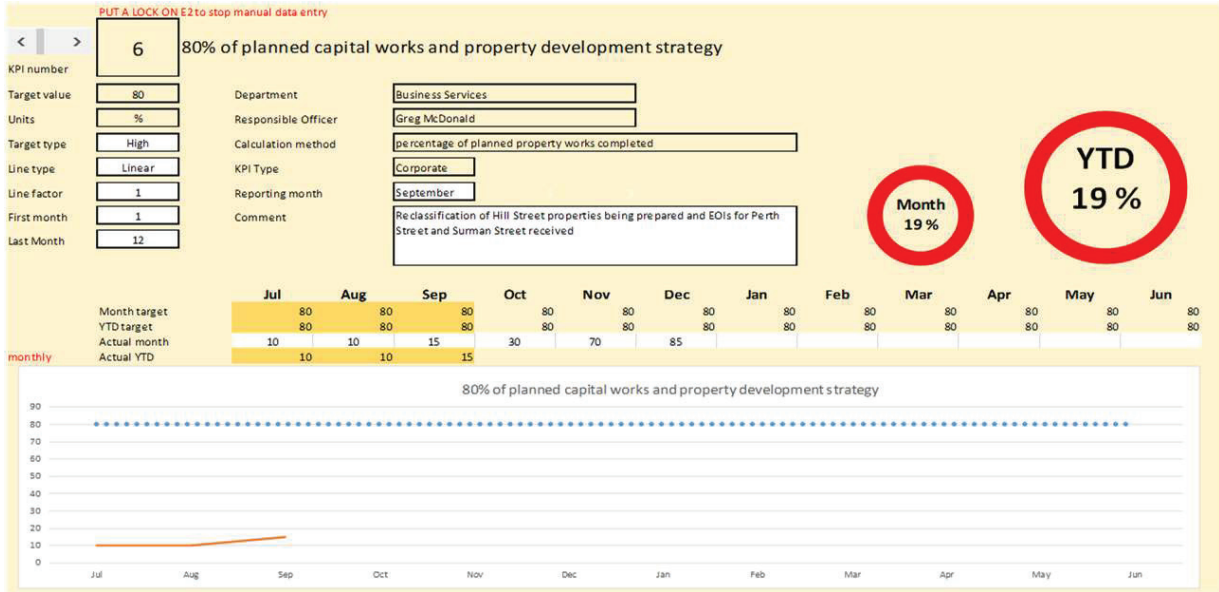 PUT A LOCK ON E2 to stop manual data entry
< >
6 80% of planned capital works and property development strategy
KPI number
Target value 80 Department Business Services
Units % Responsible Officer Greg McDonald
Target type High Calculation method percentage of planned property works completed
Line type Linear KPI Type Corporate
Line factor 1 Reporting month September
First month 1 Comment Reclassification of Hill Street properties being prepared and EOIs for Perth
Street and Surman Street received
Last Month 12
Month
19 %
YTD
19 %
Jul Aug Sep Oct Nov Dec Jan Feb Mar Apr May Jun
Month target 80 80 80 80 80 80 80 80 80 80 80 80
YTD target 80 80 80 80 80 80 80 80 80 80 80 80
Actual month 10 10 15 30 70 85
monthly Actual YTD 10 10 15
80% of planned capital works and property development strategy
90
80
70
60
50
40
30
20
10
0
Jul Aug Sep Oct Nov Dec Jan Feb Mar Apr May Jun